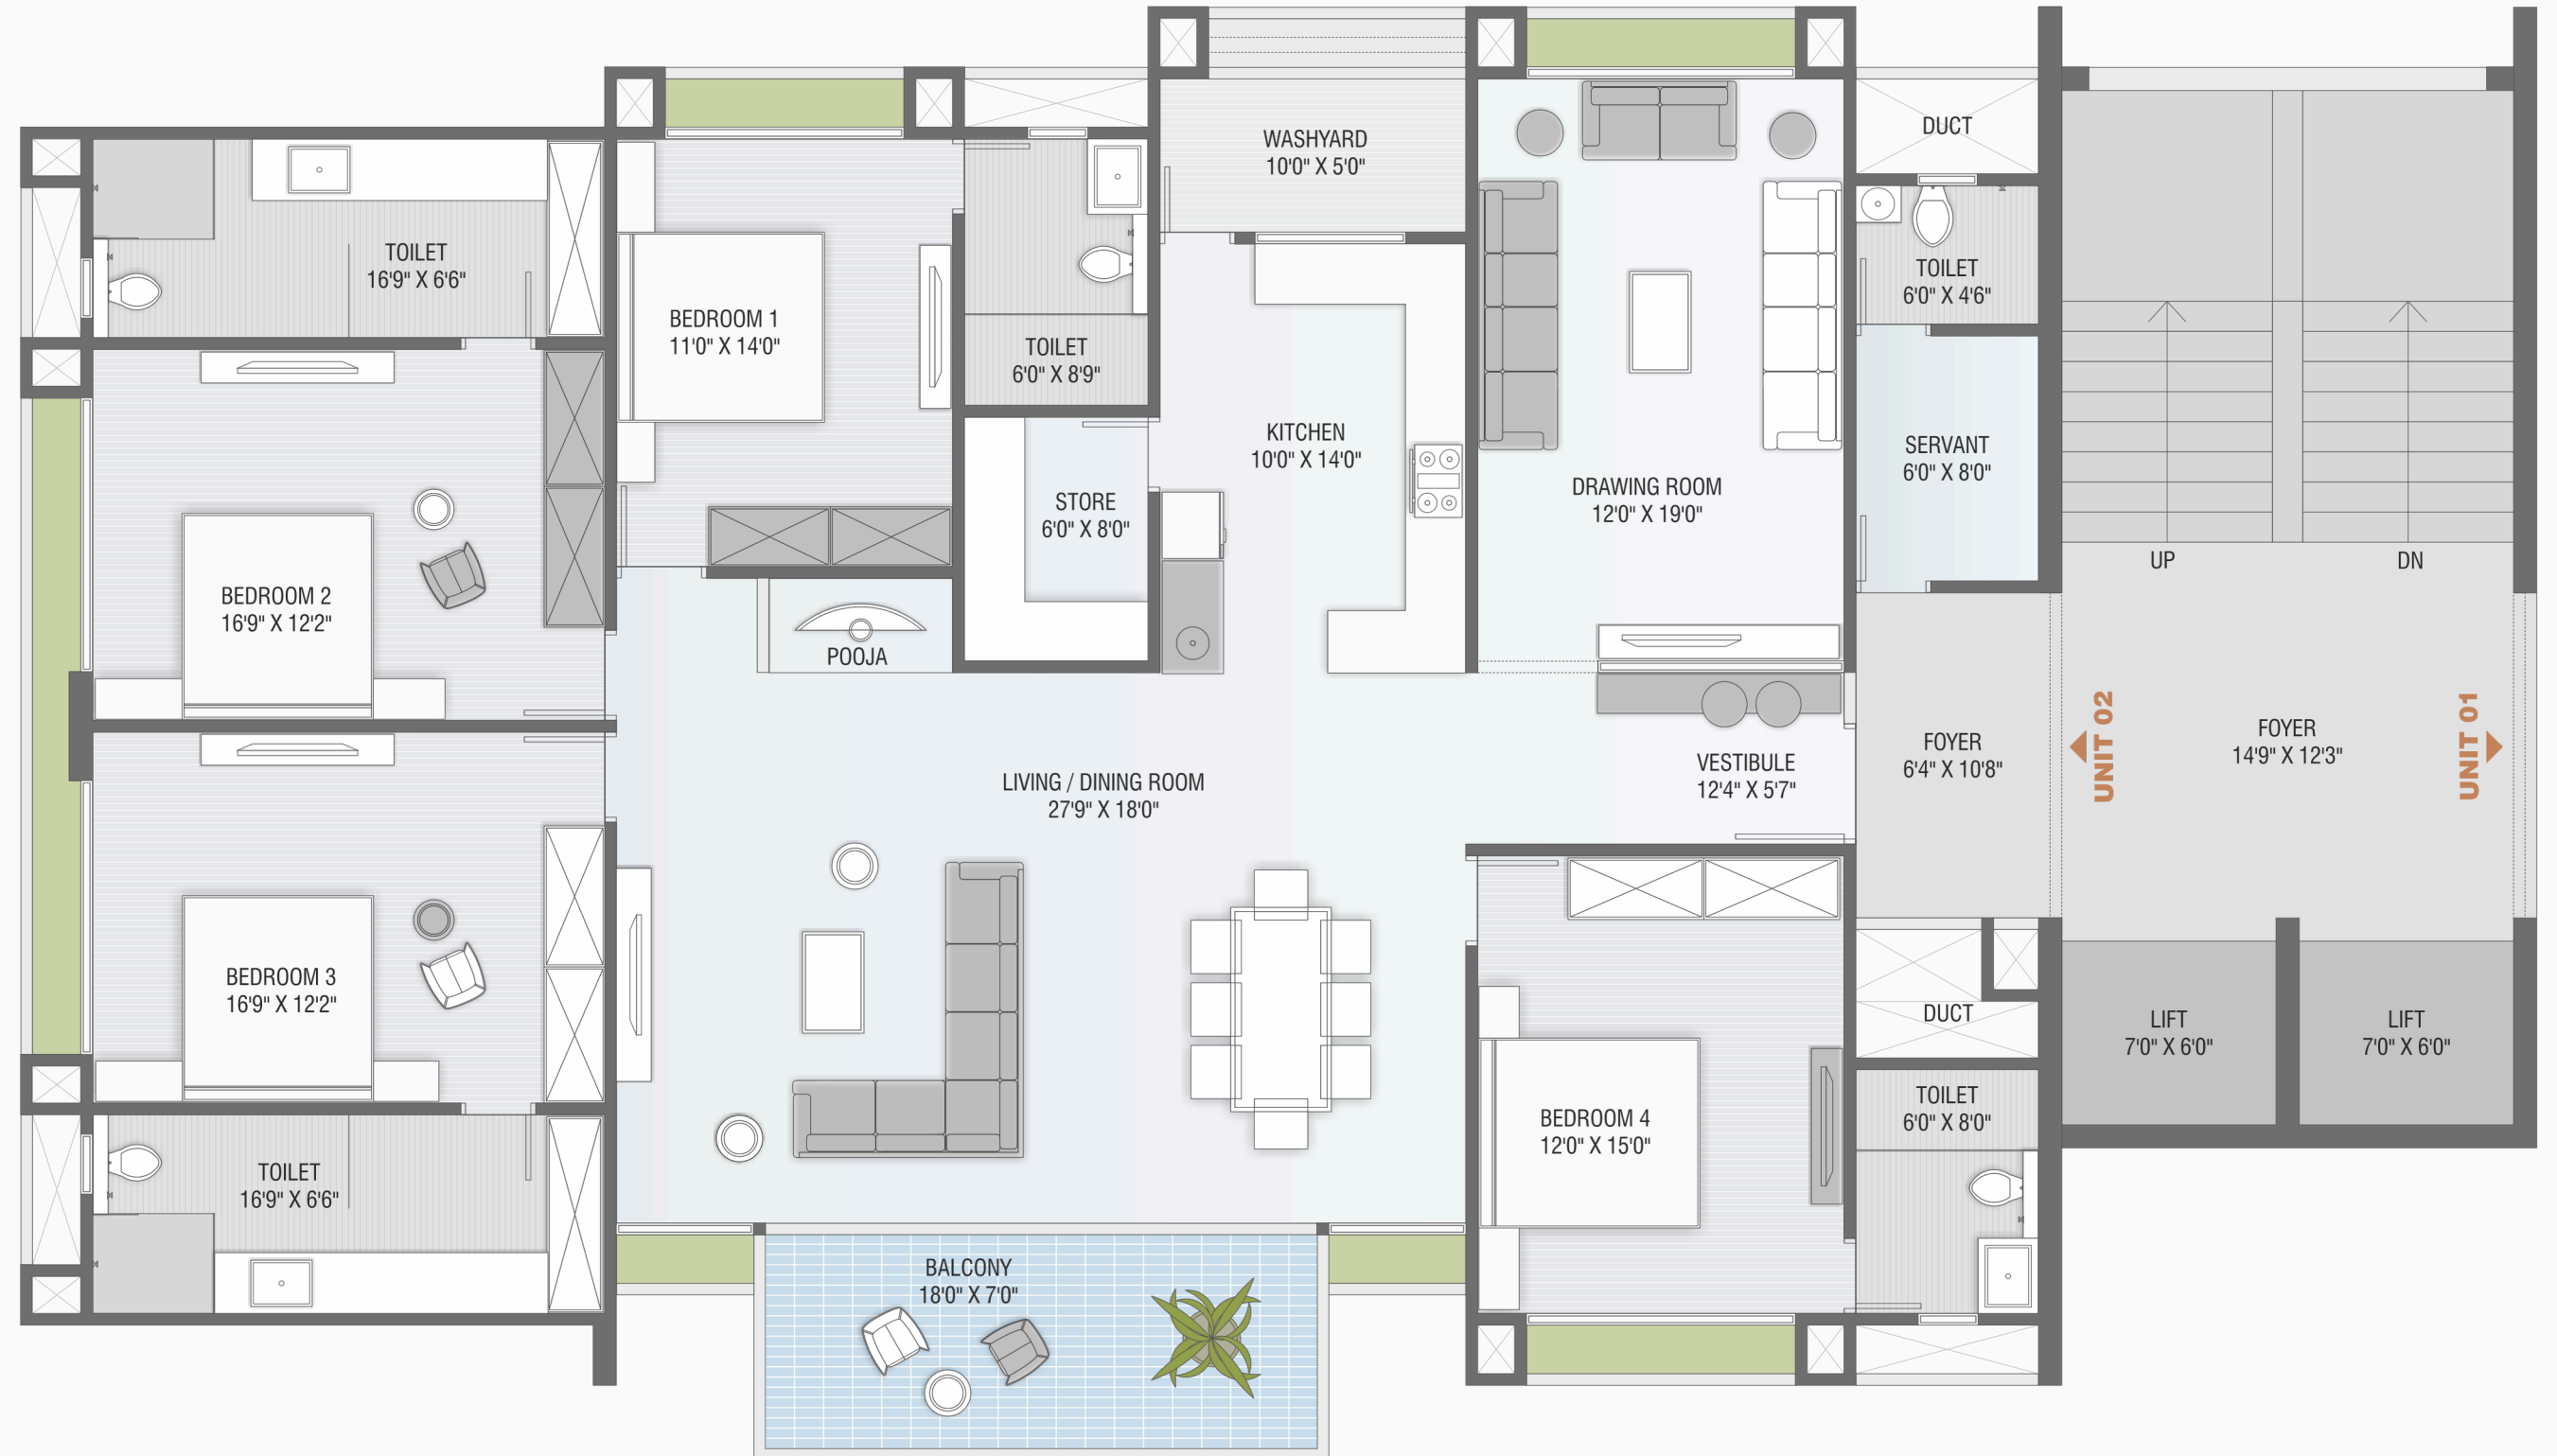 WASHYARD
10'0" X 5'0"
DUCT
TOILET
16'9" X 6'6"
TOILET
6'0" X 4'6"
BEDROOM 1
11'0" X 14'0"
TOILET
6'0" X 8'9"
KITCHEN
10'0" X 14'0"
SERVANT
6'0" X 8'0"
STORE
6'0" X 8'0"
DRAWING ROOM
12'0" X 19'0"
UP
DN
BEDROOM 2
16'9" X 12'2"
POOJA
LIVING / DINING ROOM
27'9" X 18'0"
VESTIBULE
12'4" X 5'7"
FOYER
6'4" X 10'8"
UNIT 02
FOYER
14'9" X 12'3"
UNIT 01
BEDROOM 3
16'9" X 12'2"
DUCT
LIFT
7'0" X 6'0"
LIFT
7'0" X 6'0"
BEDROOM 4
12'0" X 15'0"
TOILET
6'0" X 8'0"
TOILET
16'9" X 6'6"
BALCONY
18'0" X 7'0"